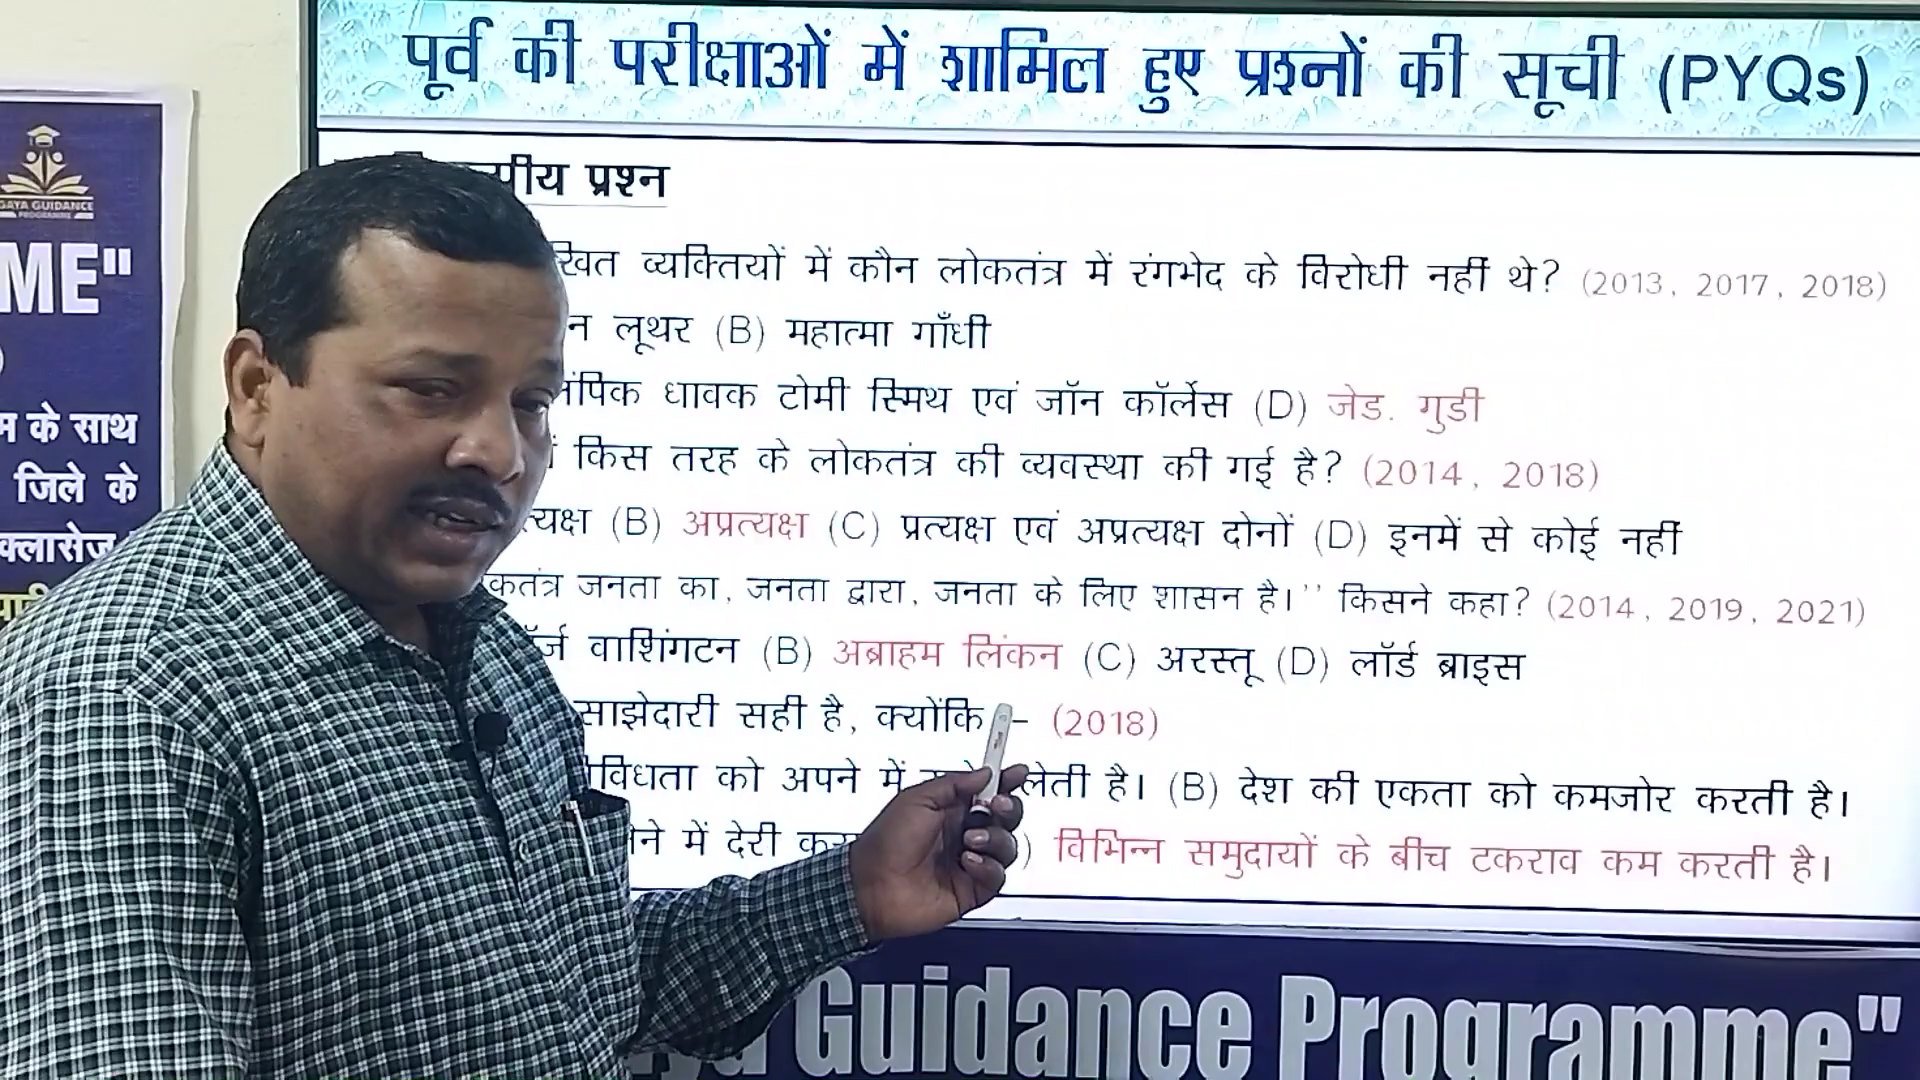 पूर्व की परीक्षाओं में शामिल हुए प्रश्नों की सूची (PYQs)
प्रश्न
व्यक्तियों में कौन लोकतंत्र में रंगभेद के विरोधी नहीं थे? (2013, 2017, 2018)
लूथर (B) महात्मा गाँधी
धावक टोमी स्मिथ एवं जॉन कॉर्लेस (D) जेड. गुडी
किस तरह के लोकतंत्र की व्यवस्था की गई है? (2014, 2018)
(B) अप्रत्यक्ष (C) प्रत्यक्ष एवं अप्रत्यक्ष दोनों (D) इनमें से कोई नहीं
जनता का, जनता द्वारा, जनता के लिए शासन है।'' किसने कहा? (2014, 2019, 2021)
वाशिंगटन (B) अब्राहम लिंकन (C) अरस्तू (D) लॉर्ड ब्राइस
साझेदारी सही है, क्योंकि – (2018)
को अपने में लेती है। (B) देश की एकता को कमजोर करती है।
में देरी विभिन्न समुदायों के बीच टकराव कम करती है।
GAYA GUIDANCE
PROGRAMME
ME"
के साथ
जिले के
क्लासेज
Guidance Programme"